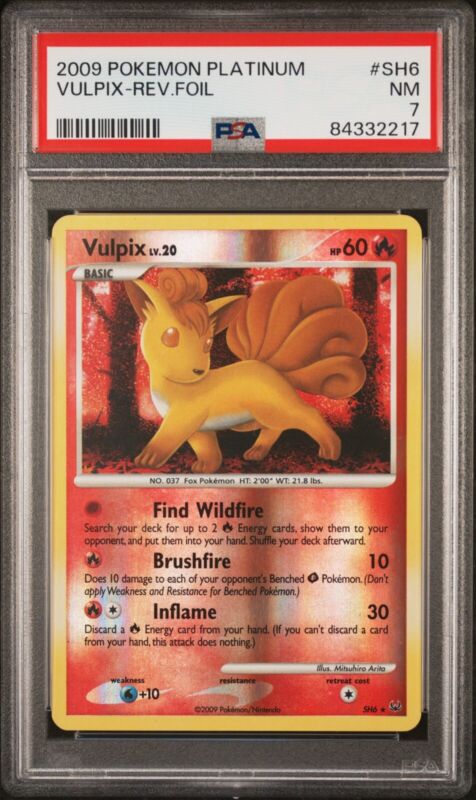 2009 POKEMON PLATINUM #SH6
VULPIX-REV.FOIL NM
7
PSA 84332217
Vulpix LV.20 HP 60
BASIC
NO. 037 Fox Pokémon HT: 2'00" WT: 21.8 lbs.
Find Wildfire
Search your deck for up to 2 Energy cards, show them to your
opponent, and put them into your hand. Shuffle your deck afterward.
Brushfire 10
Does 10 damage to each of your opponent's Benched Pokémon. (Don't
apply Weakness and Resistance for Benched Pokémon.)
Inflame 30
Discard a Energy card from your hand. (If you can't discard a card
from your hand, this attack does nothing.)
Illus. Mitsuhiro Arita
weakness resistance retreat cost
+10
©2009 Pokémon/Nintendo SH6 ★
PSA